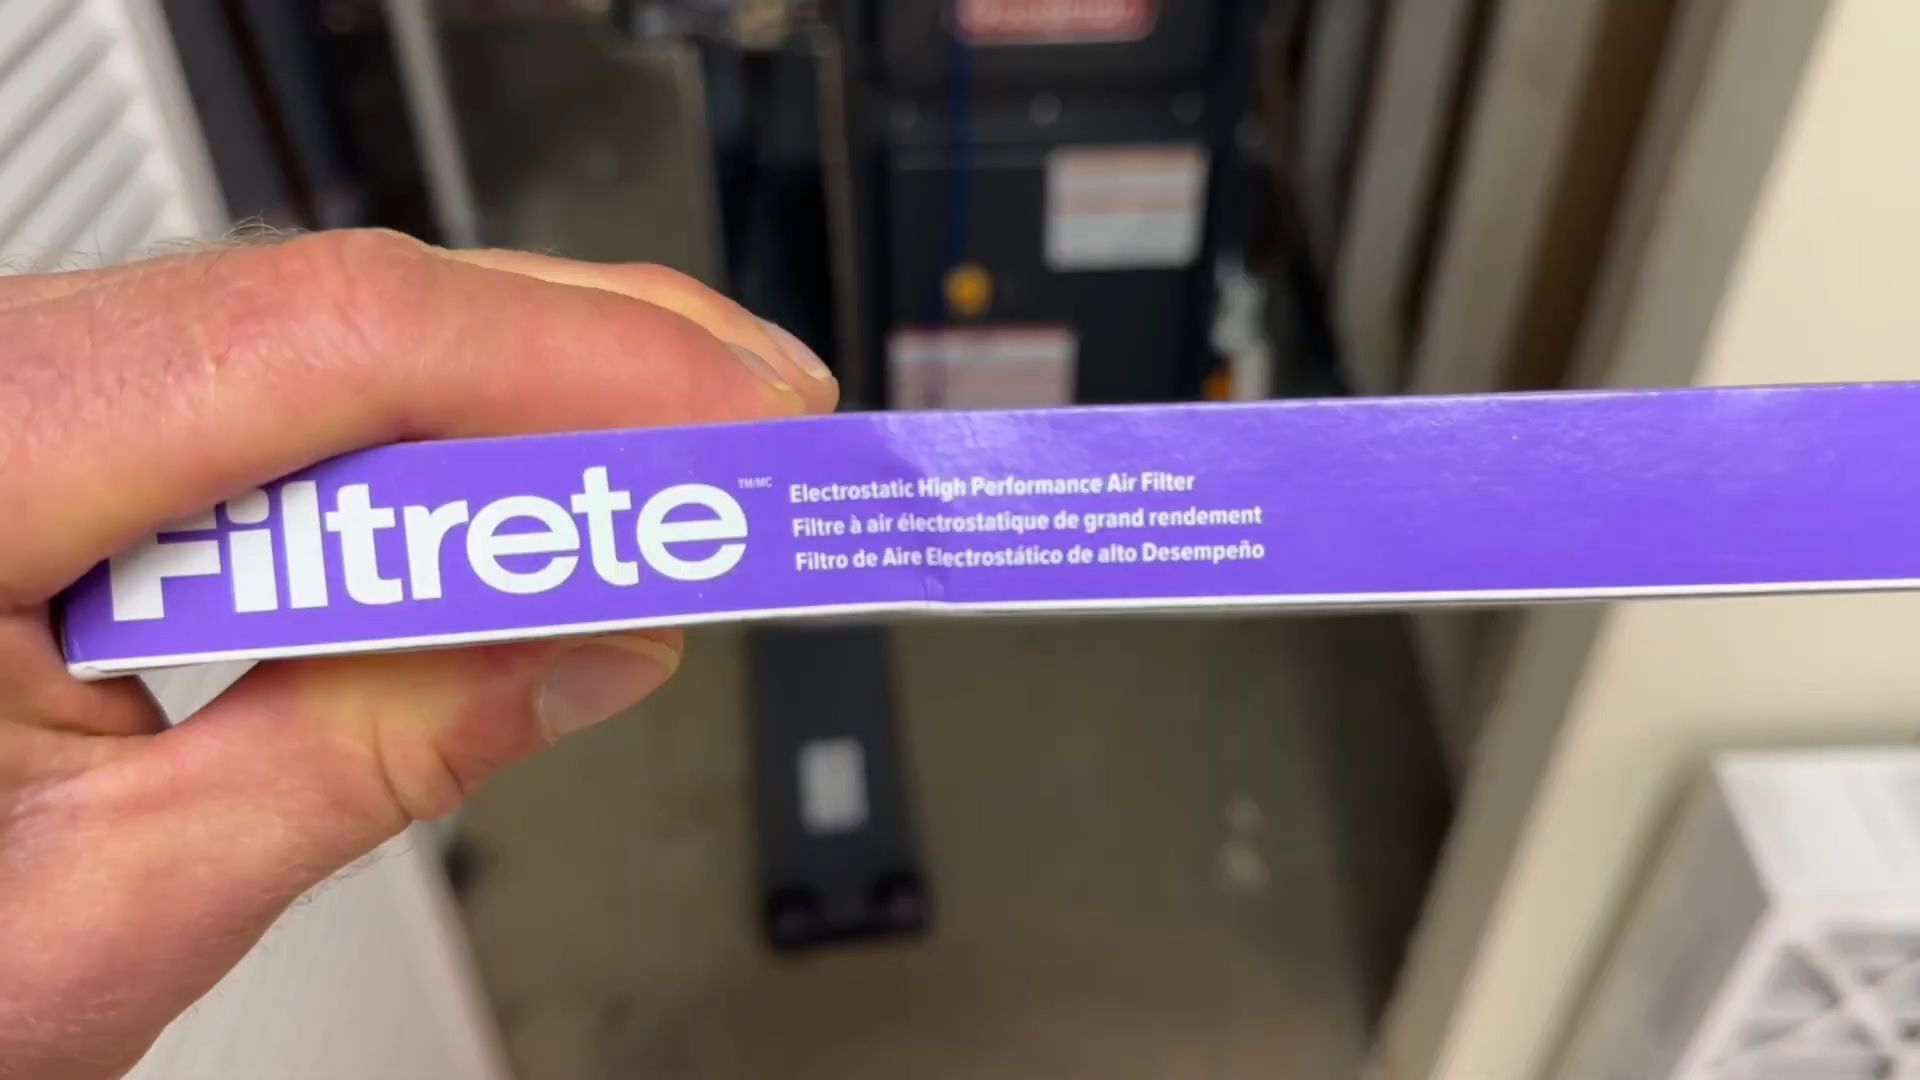 Filtrete TM/MC
Electrostatic High Performance Air Filter
Filtre à air électrostatique de grand rendement
Filtro de Aire Electrostático de alto Desempeño